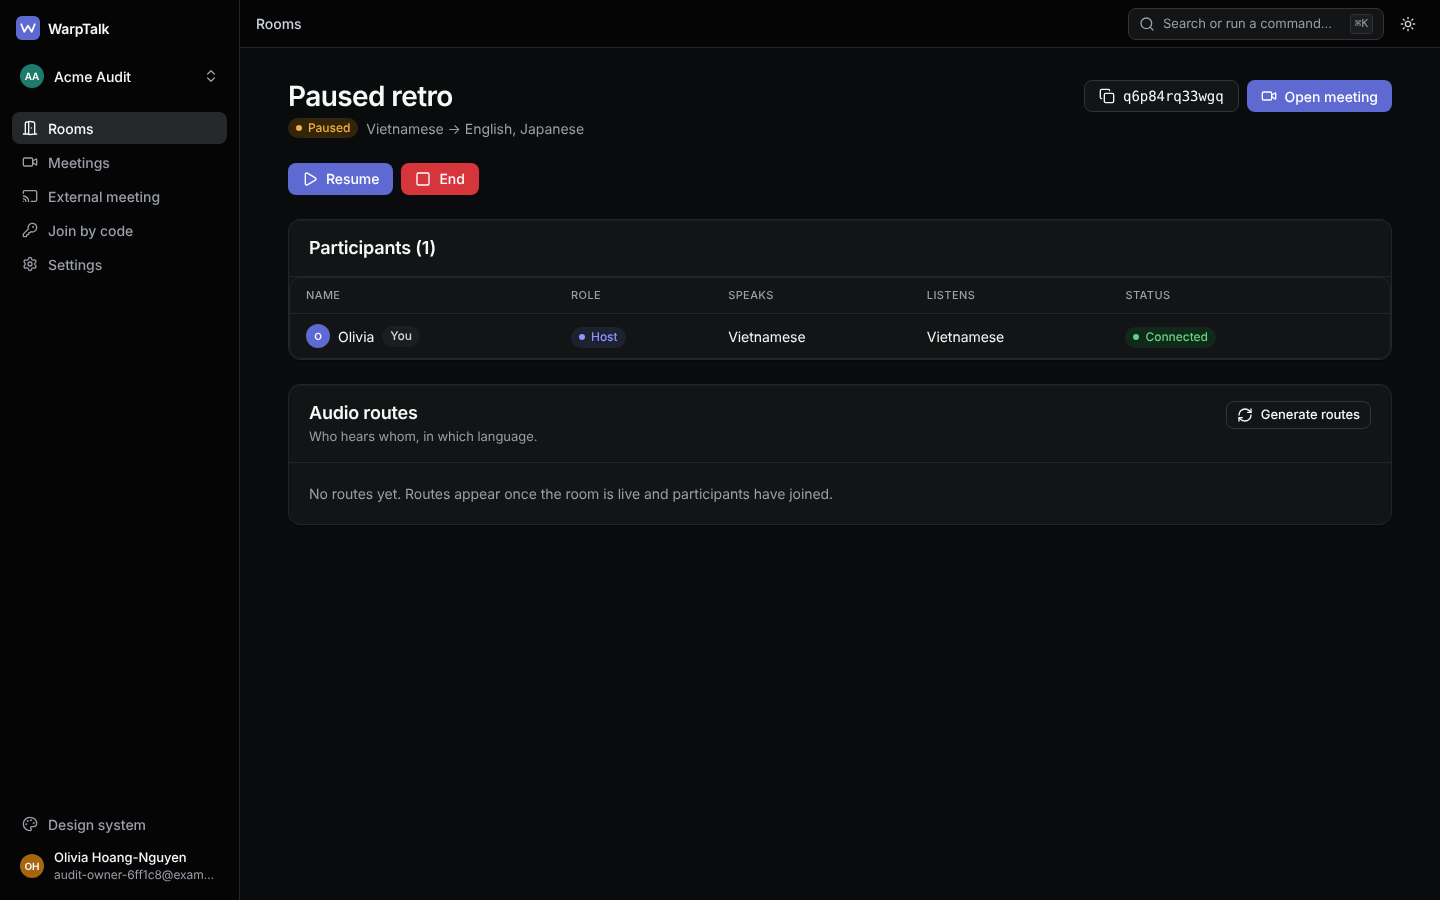 WarpTalk
AA
Acme Audit
Rooms
Meetings
External meeting
Join by code
Settings
Design system
OH
Olivia Hoang-Nguyen
audit-owner-6ff1c8@exam...
Rooms
Search or run a command...
⌘K
Paused retro
Paused
Vietnamese → English, Japanese
q6p84rq33wgq
Open meeting
Resume
End
Participants (1)
NAME ROLE SPEAKS LISTENS STATUS
O Olivia You Host Vietnamese Vietnamese Connected
Audio routes
Who hears whom, in which language.
Generate routes
No routes yet. Routes appear once the room is live and participants have joined.